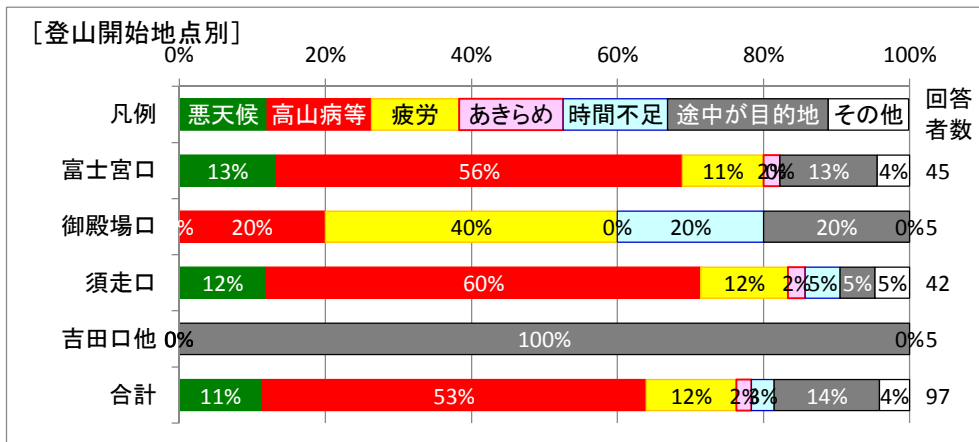 ［登山開始地点別］
0% 20% 40% 60% 80% 100%
凡例 悪天候 高山病等 疲労 あきらめ 時間不足 途中が目的地 その他 回答者数
富士宮口 13% 56% 11% 2% 0% 13% 4% 45
御殿場口 % 20% 40% 0% 20% 20% 0% 5
須走口 12% 60% 12% 2% 5% 5% 5% 42
吉田口他 0% 100% 0% 5
合計 11% 53% 12% 2% 3% 14% 4% 97